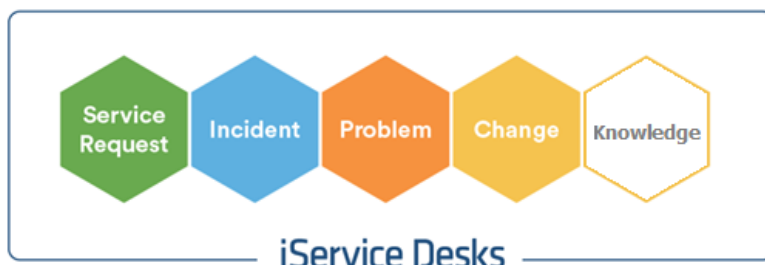 Service
Request
Incident
Problem
Change
Knowledge
iService Desks